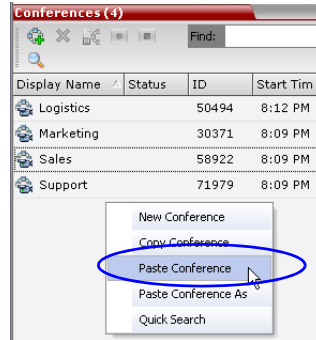 Conferences (4)
Find:
Display Name Status ID Start Tim
Logistics 50494 8:12 PM
Marketing 30371 8:09 PM
Sales 58922 8:09 PM
Support 71979 8:09 PM
New Conference
Copy Conference
Paste Conference
Paste Conference As
Quick Search